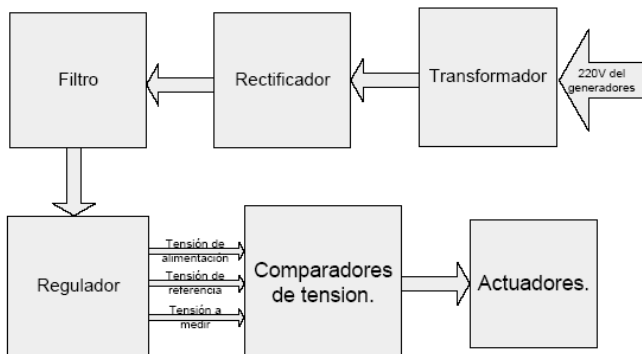 Filtro
Rectificador
Transformador
220V del
generadores
Regulador
Tensión de
alimentación
Tensión de
referencia
Tensión a
medir
Comparadores
de tension.
Actuadores.